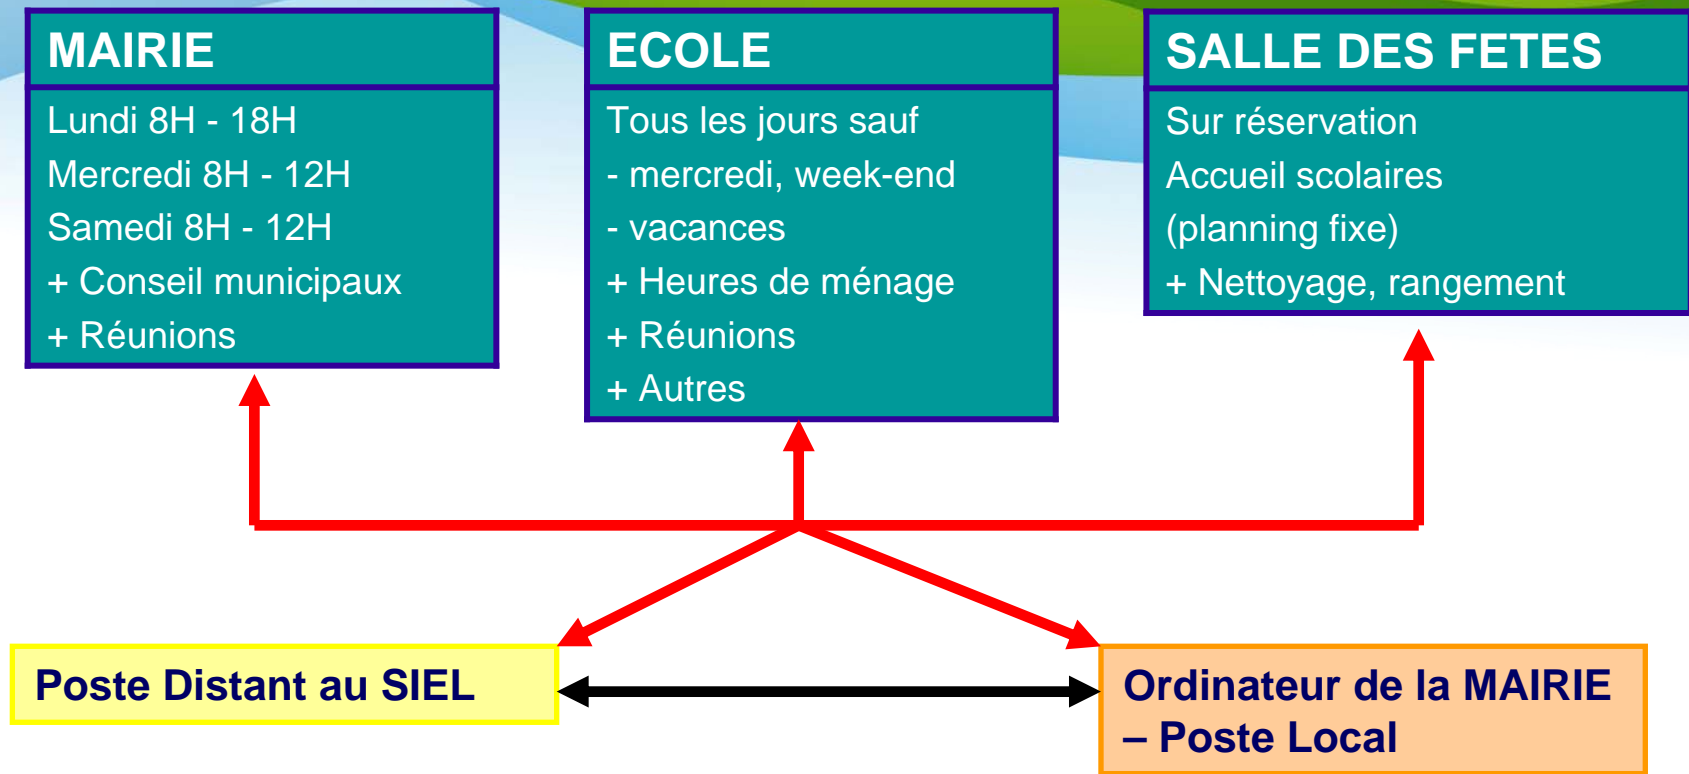 MAIRIE
Lundi 8H - 18H
Mercredi 8H - 12H
Samedi 8H - 12H
+ Conseil municipaux
+ Réunions
ECOLE
Tous les jours sauf
- mercredi, week-end
- vacances
+ Heures de ménage
+ Réunions
+ Autres
SALLE DES FETES
Sur réservation
Accueil scolaires
(planning fixe)
+ Nettoyage, rangement
Poste Distant au SIEL
Ordinateur de la MAIRIE
– Poste Local